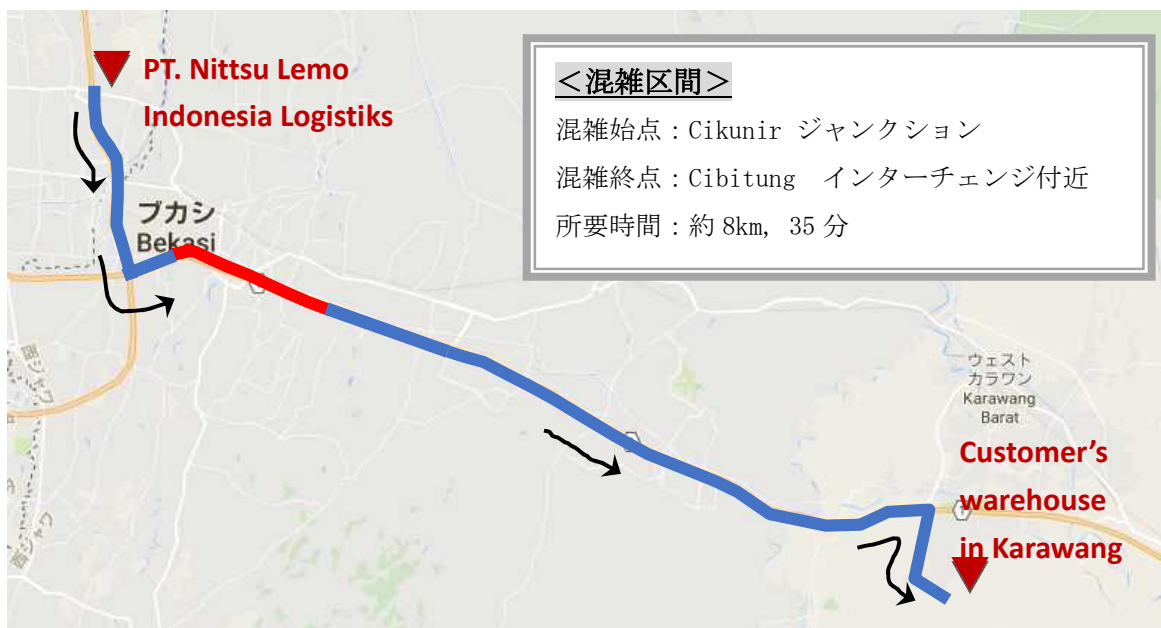 PT. Nittsu Lemo
Indonesia Logistiks
＜混雑区間＞
混雑始点：Cikunir ジャンクション
混雑終点：Cibitung　インターチェンジ付近
所要時間：約 8km, 35 分
ブカシ
Bekasi
ウェスト
カラワン
Karawang
Barat
Customer's
warehouse
in Karawang